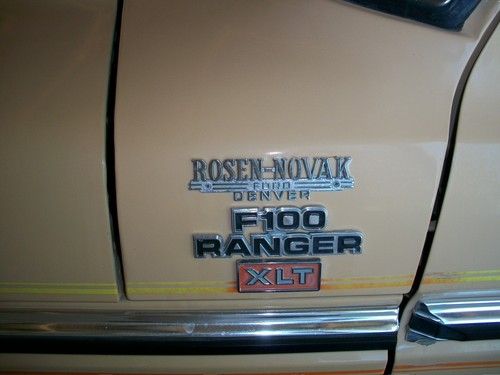 ROSEN-NOVAK
FORD
DENVER
F100
RANGER
XLT